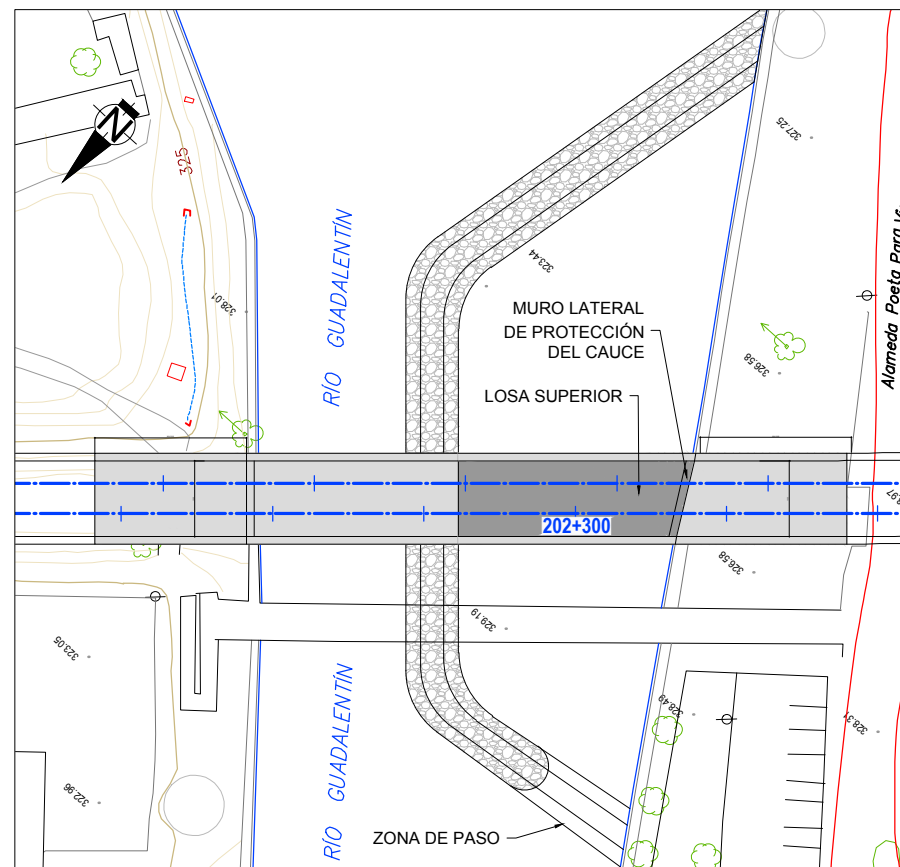 N
325
327.25
RÍO GUADALENTÍN
323.44
328.01
MURO LATERAL
DE PROTECCIÓN
DEL CAUCE
326.58
Alameda Poeta Para
LOSA SUPERIOR
202+300
326.58
329.19
323.05
RÍO GUADALENTÍN
328.49
328.31
322.96
ZONA DE PASO